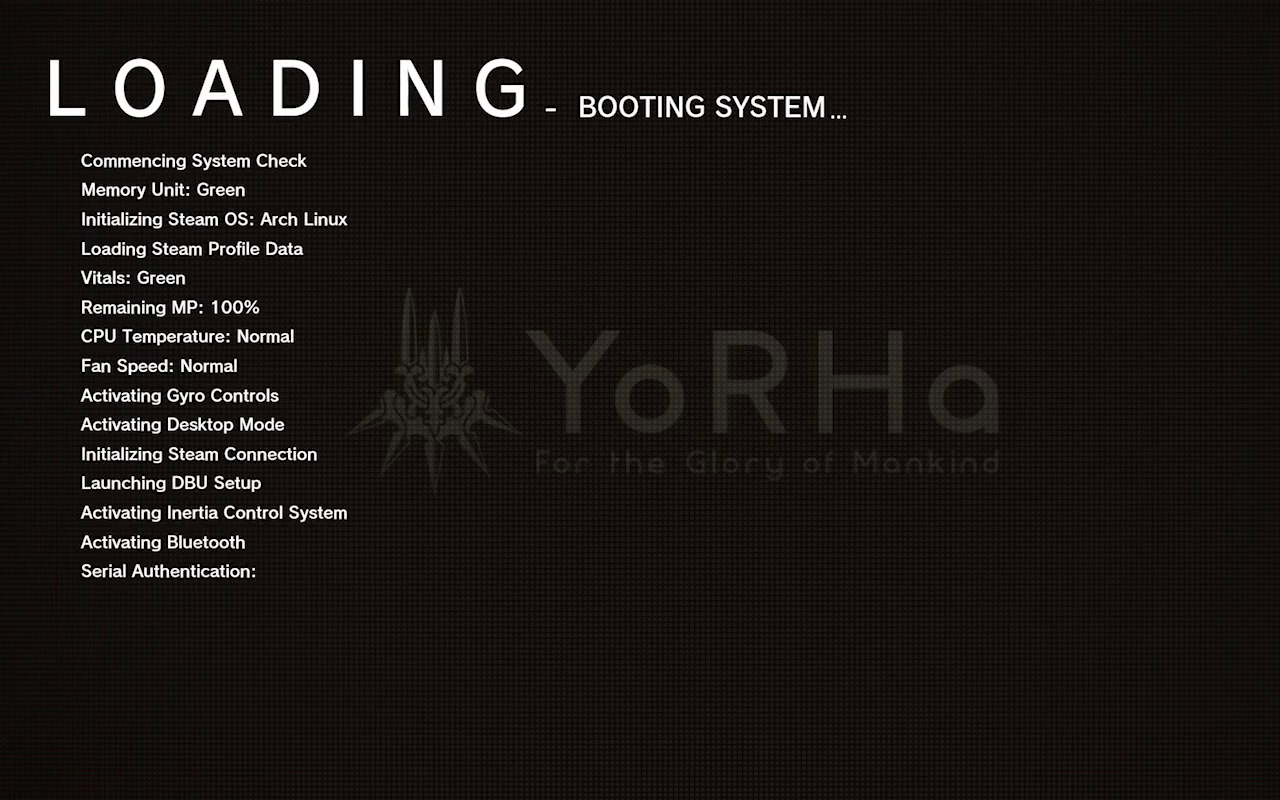 LOADING - BOOTING SYSTEM...
Commencing System Check
Memory Unit: Green
Initializing Steam OS: Arch Linux
Loading Steam Profile Data
Vitals: Green
Remaining MP: 100%
CPU Temperature: Normal
Fan Speed: Normal
Activating Gyro Controls
Activating Desktop Mode
Initializing Steam Connection
Launching DBU Setup
Activating Inertia Control System
Activating Bluetooth
Serial Authentication:
YoRHa
For the Glory of Mankind